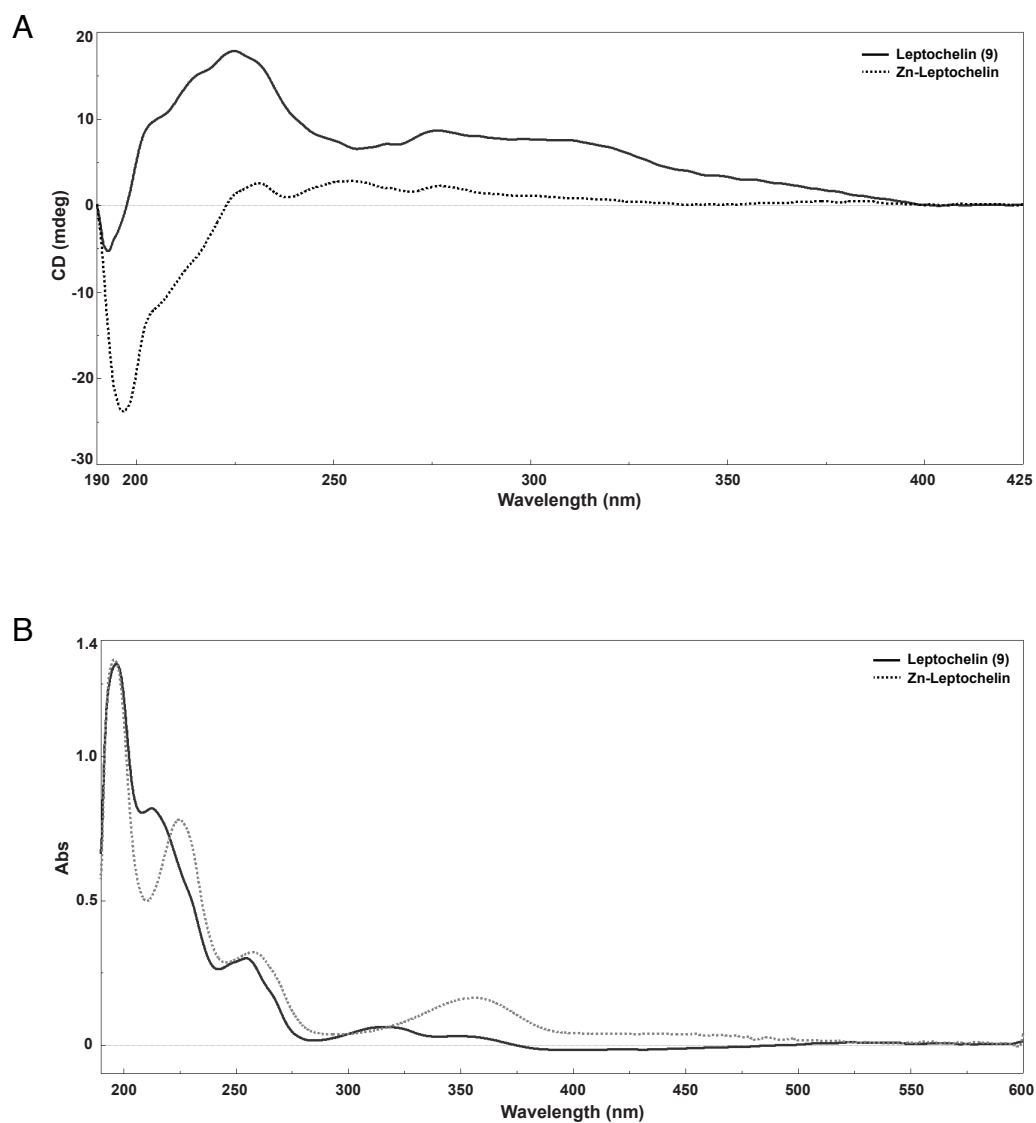 A
20
10
0
-10
-20
-30
CD (mdeg)
190 200 250 300 350 400 425
Wavelength (nm)
Leptochelin (9)
Zn-Leptochelin
B
1.4
1.0
0.5
0
Abs
200 250 300 350 400 450 500 550 600
Wavelength (nm)
Leptochelin (9)
Zn-Leptochelin